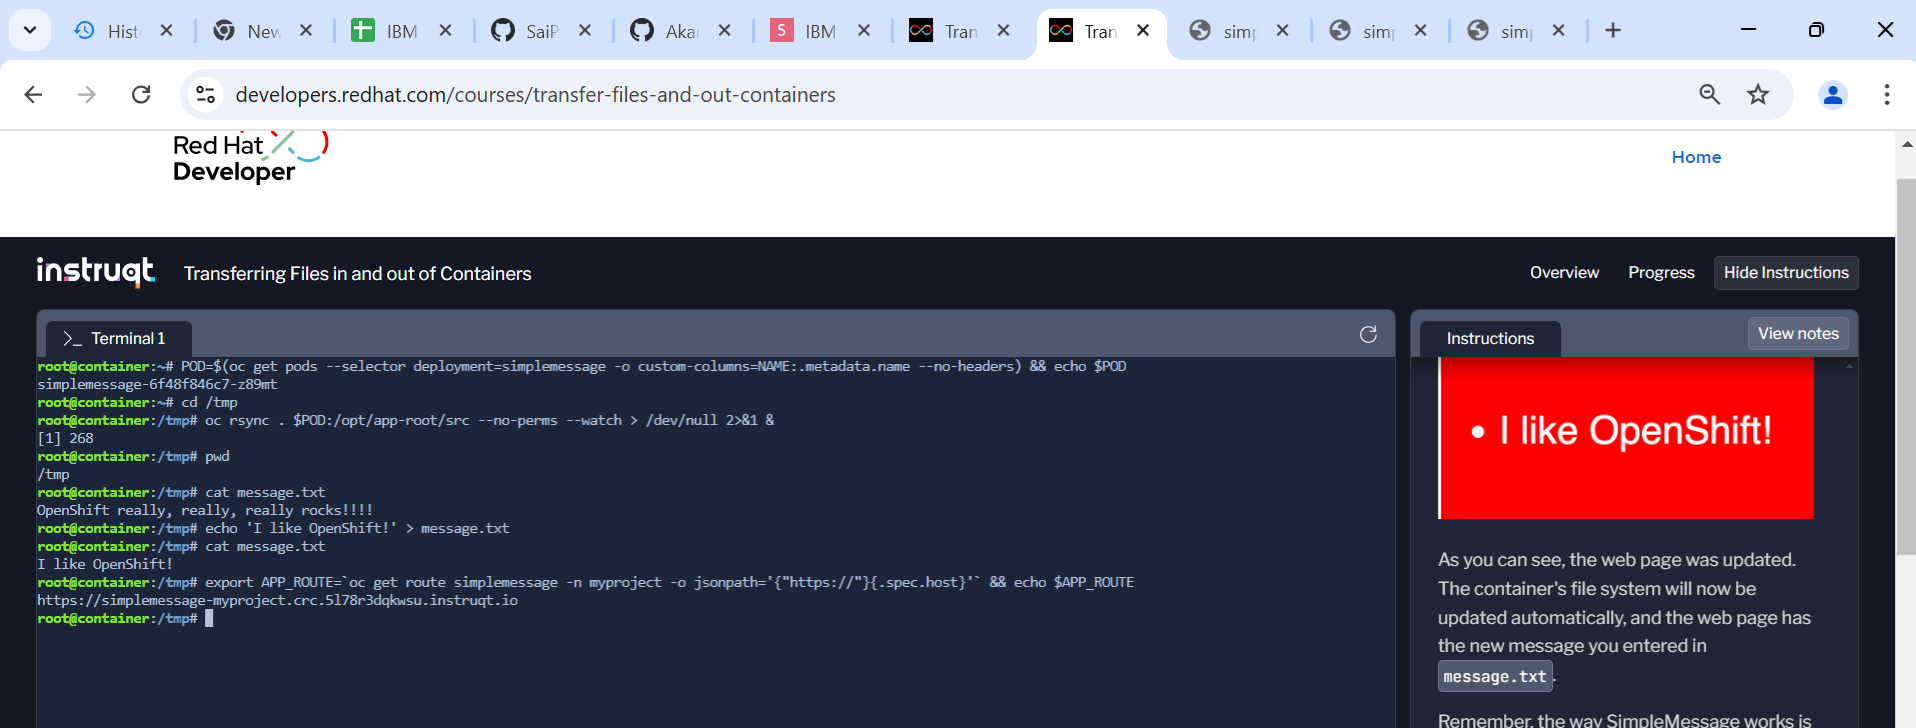 Hist
New
IBM
SaiP
Aka
S IBM
Tran
Tran
simp
simp
simp
developers.redhat.com/courses/transfer-files-and-out-containers
Red Hat
Developer
Home
instruqt
Transferring Files in and out of Containers
Overview
Progress
Hide Instructions
>_ Terminal 1
root@container:~# POD=$(oc get pods --selector deployment=simplemessage -o custom-columns=NAME:.metadata.name --no-headers) && echo $POD
simplemessage-6f48f846c7-z89mt
root@container:~# cd /tmp
root@container:/tmp# oc rsync . $POD:/opt/app-root/src --no-perms --watch > /dev/null 2>&1 &
[1] 268
root@container:/tmp# pwd
/tmp
root@container:/tmp# cat message.txt
OpenShift really, really, really rocks!!!!
root@container:/tmp# echo 'I like OpenShift!' > message.txt
root@container:/tmp# cat message.txt
I like OpenShift!
root@container:/tmp# export APP_ROUTE=`oc get route simplemessage -n myproject -o jsonpath='{"https://"}{.spec.host}'` && echo $APP_ROUTE
https://simplemessage-myproject.crc.5l78r3dqkwsu.instruqt.io
root@container:/tmp#
Instructions
View notes
• I like OpenShift!
As you can see, the web page was updated.
The container's file system will now be
updated automatically, and the web page has
the new message you entered in
message.txt.
Remember, the way SimpleMessage works is